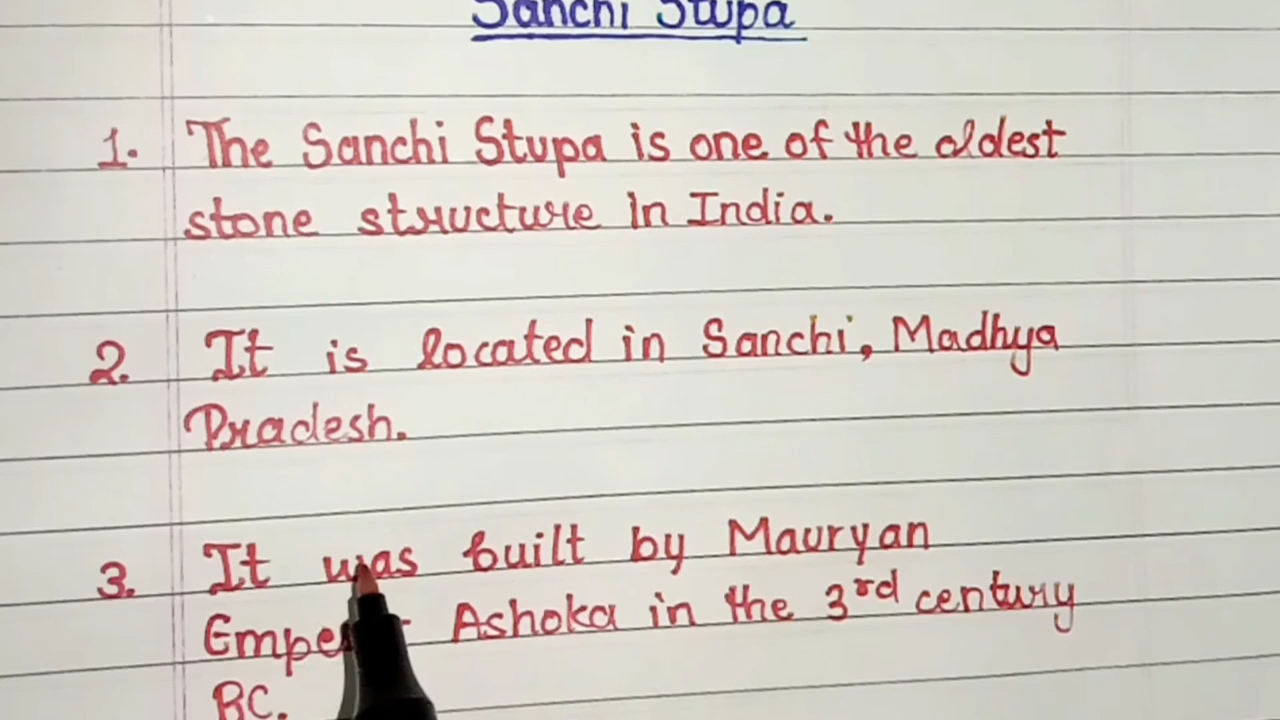 Sanchi Stupa
1. The Sanchi Stupa is one of the oldest
stone structure in India.
2. It is located in Sanchi, Madhya
Pradesh.
3. It was built by Mauryan
Ashoka in the 3rd century
BC.